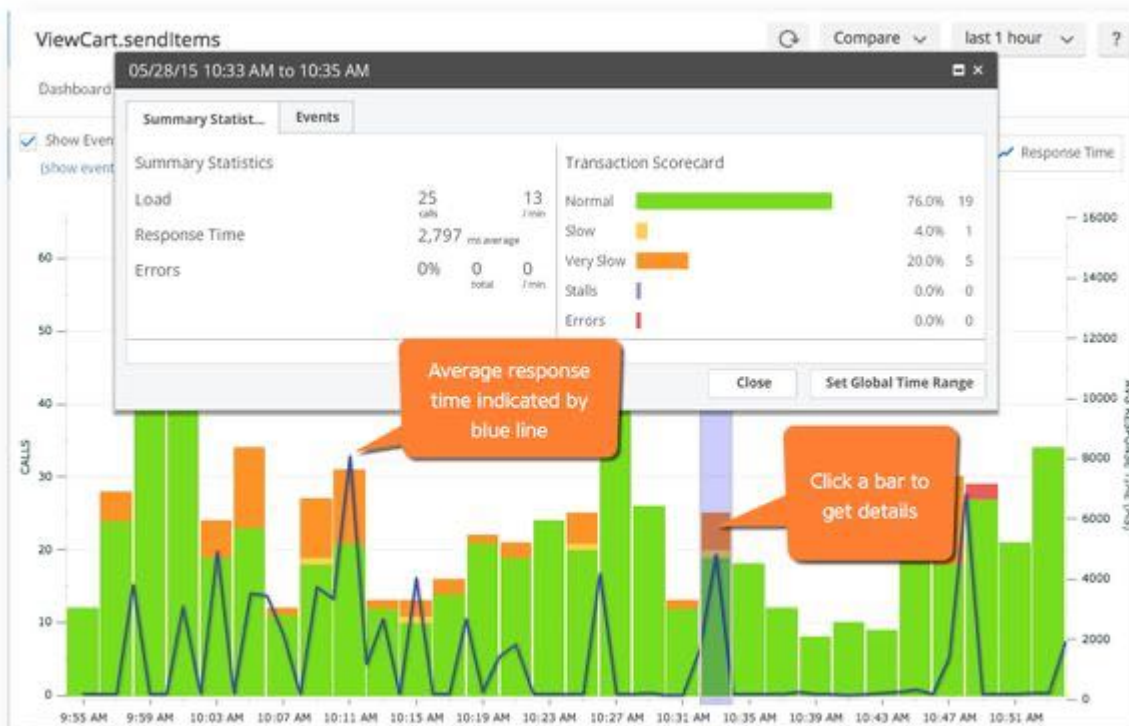 ViewCart.sendItems
Compare
last 1 hour
?
05/28/15 10:33 AM to 10:35 AM
Dashboard
Summary Statist...
Events
Show Even
(show event
Response Time
Summary Statistics
Load
25
calls
13
/ min
Response Time
2,797 ms average
Errors
0%
0
total
0
/ min
Transaction Scorecard
Normal 76.0% 19
Slow 4.0% 1
Very Slow 20.0% 5
Stalls 0.0% 0
Errors 0.0% 0
Close
Set Global Time Range
Average response
time indicated by
blue line
Click a bar to
get details
CALLS
60
50
40
30
20
10
0
16000
14000
12000
10000
8000
6000
4000
2000
0
9:55 AM 9:59 AM 10:03 AM 10:07 AM 10:11 AM 10:15 AM 10:19 AM 10:23 AM 10:27 AM 10:31 AM 10:35 AM 10:39 AM 10:43 AM 10:47 AM 10:51 AM